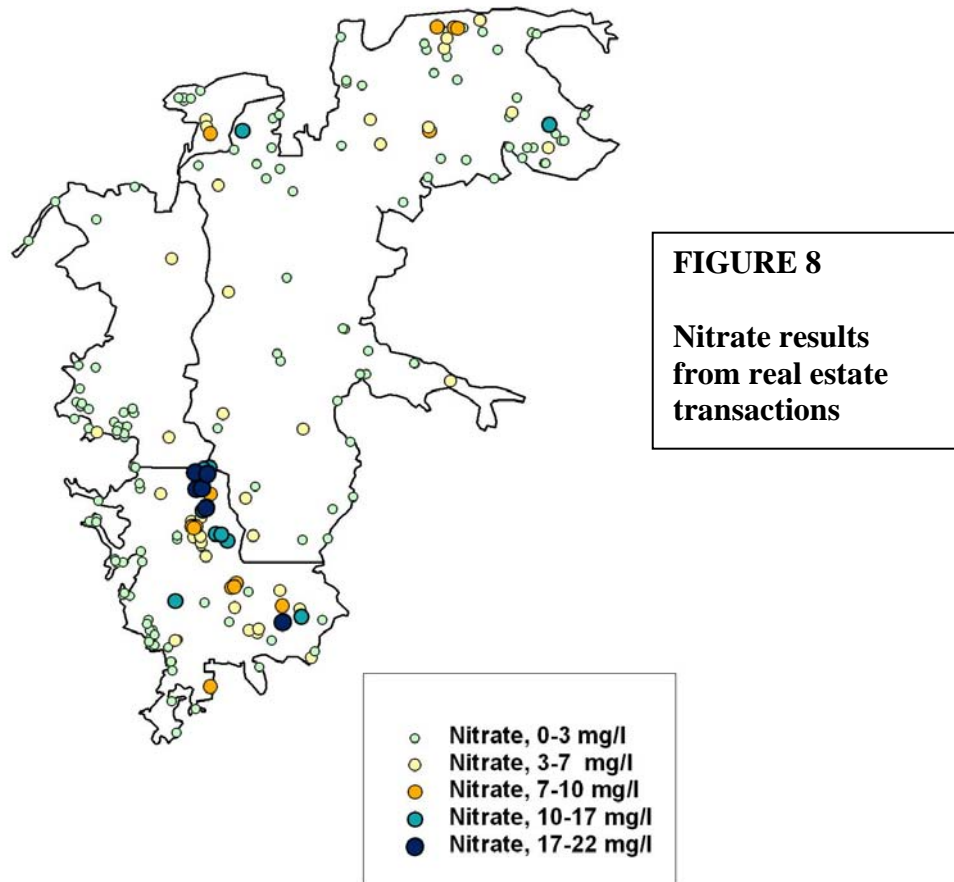 FIGURE 8
Nitrate results
from real estate
transactions
Nitrate, 0-3 mg/l
Nitrate, 3-7 mg/l
Nitrate, 7-10 mg/l
Nitrate, 10-17 mg/l
Nitrate, 17-22 mg/l